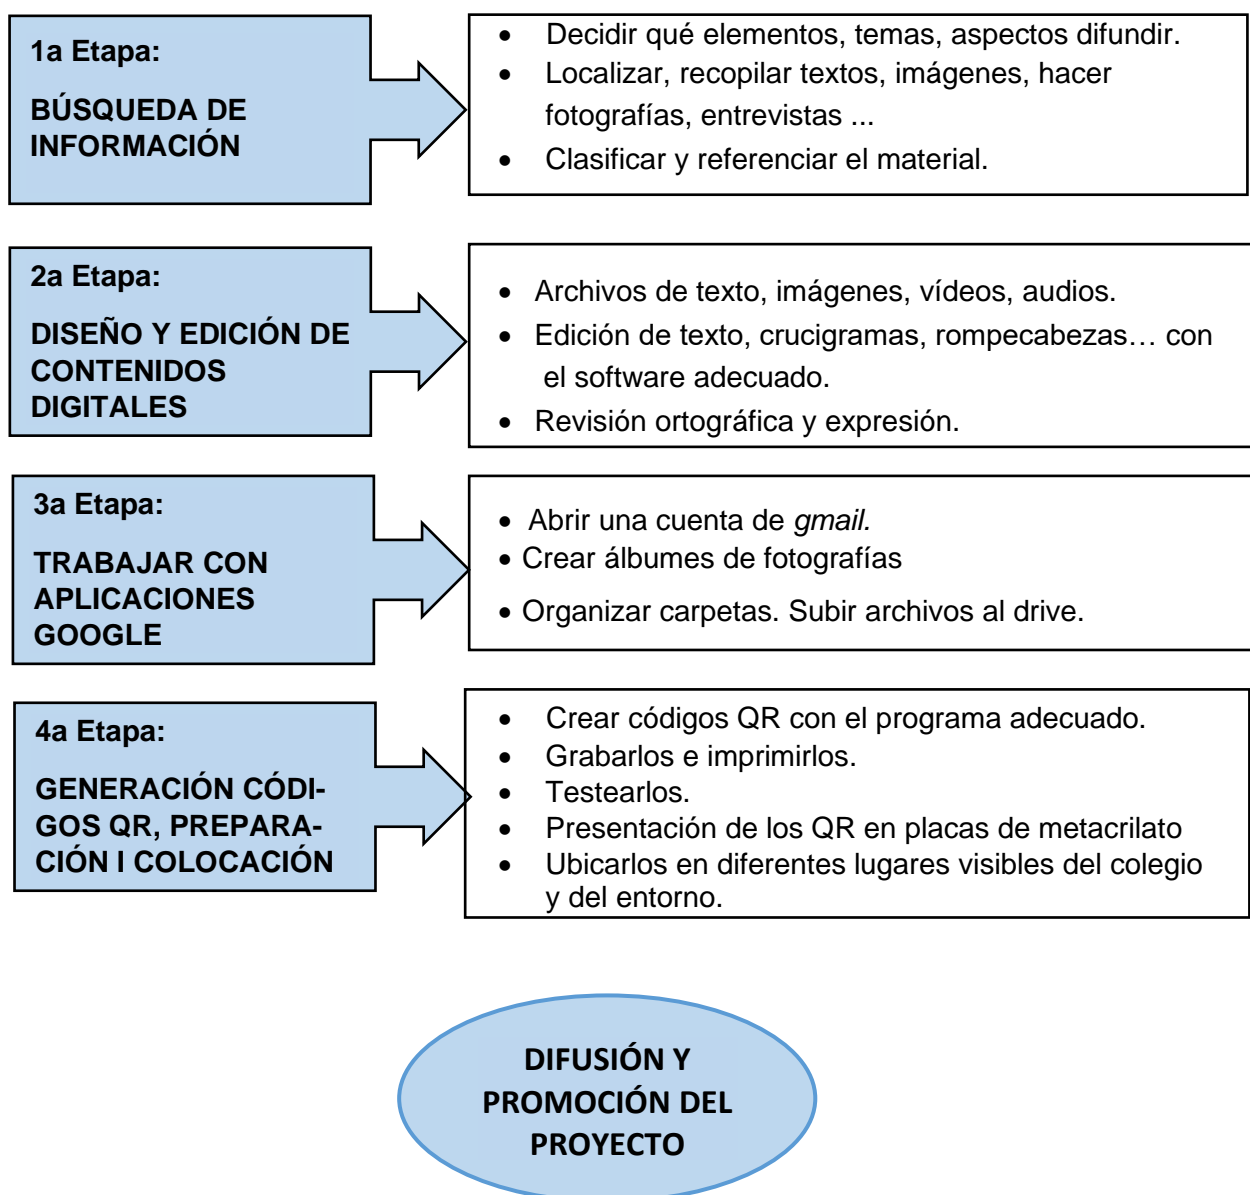 1a Etapa:
BÚSQUEDA DE
INFORMACIÓN
• Decidir qué elementos, temas, aspectos difundir.
• Localizar, recopilar textos, imágenes, hacer
fotografías, entrevistas ...
• Clasificar y referenciar el material.
2a Etapa:
DISEÑO Y EDICIÓN DE
CONTENIDOS
DIGITALES
• Archivos de texto, imágenes, vídeos, audios.
• Edición de texto, crucigramas, rompecabezas… con
el software adecuado.
• Revisión ortográfica y expresión.
3a Etapa:
TRABAJAR CON
APLICACIONES
GOOGLE
• Abrir una cuenta de gmail.
• Crear álbumes de fotografías
• Organizar carpetas. Subir archivos al drive.
4a Etapa:
GENERACIÓN CÓDI-
GOS QR, PREPARA-
CIÓN I COLOCACIÓN
• Crear códigos QR con el programa adecuado.
• Grabarlos e imprimirlos.
• Testearlos.
• Presentación de los QR en placas de metacrilato
• Ubicarlos en diferentes lugares visibles del colegio
y del entorno.
DIFUSIÓN Y
PROMOCIÓN DEL
PROYECTO